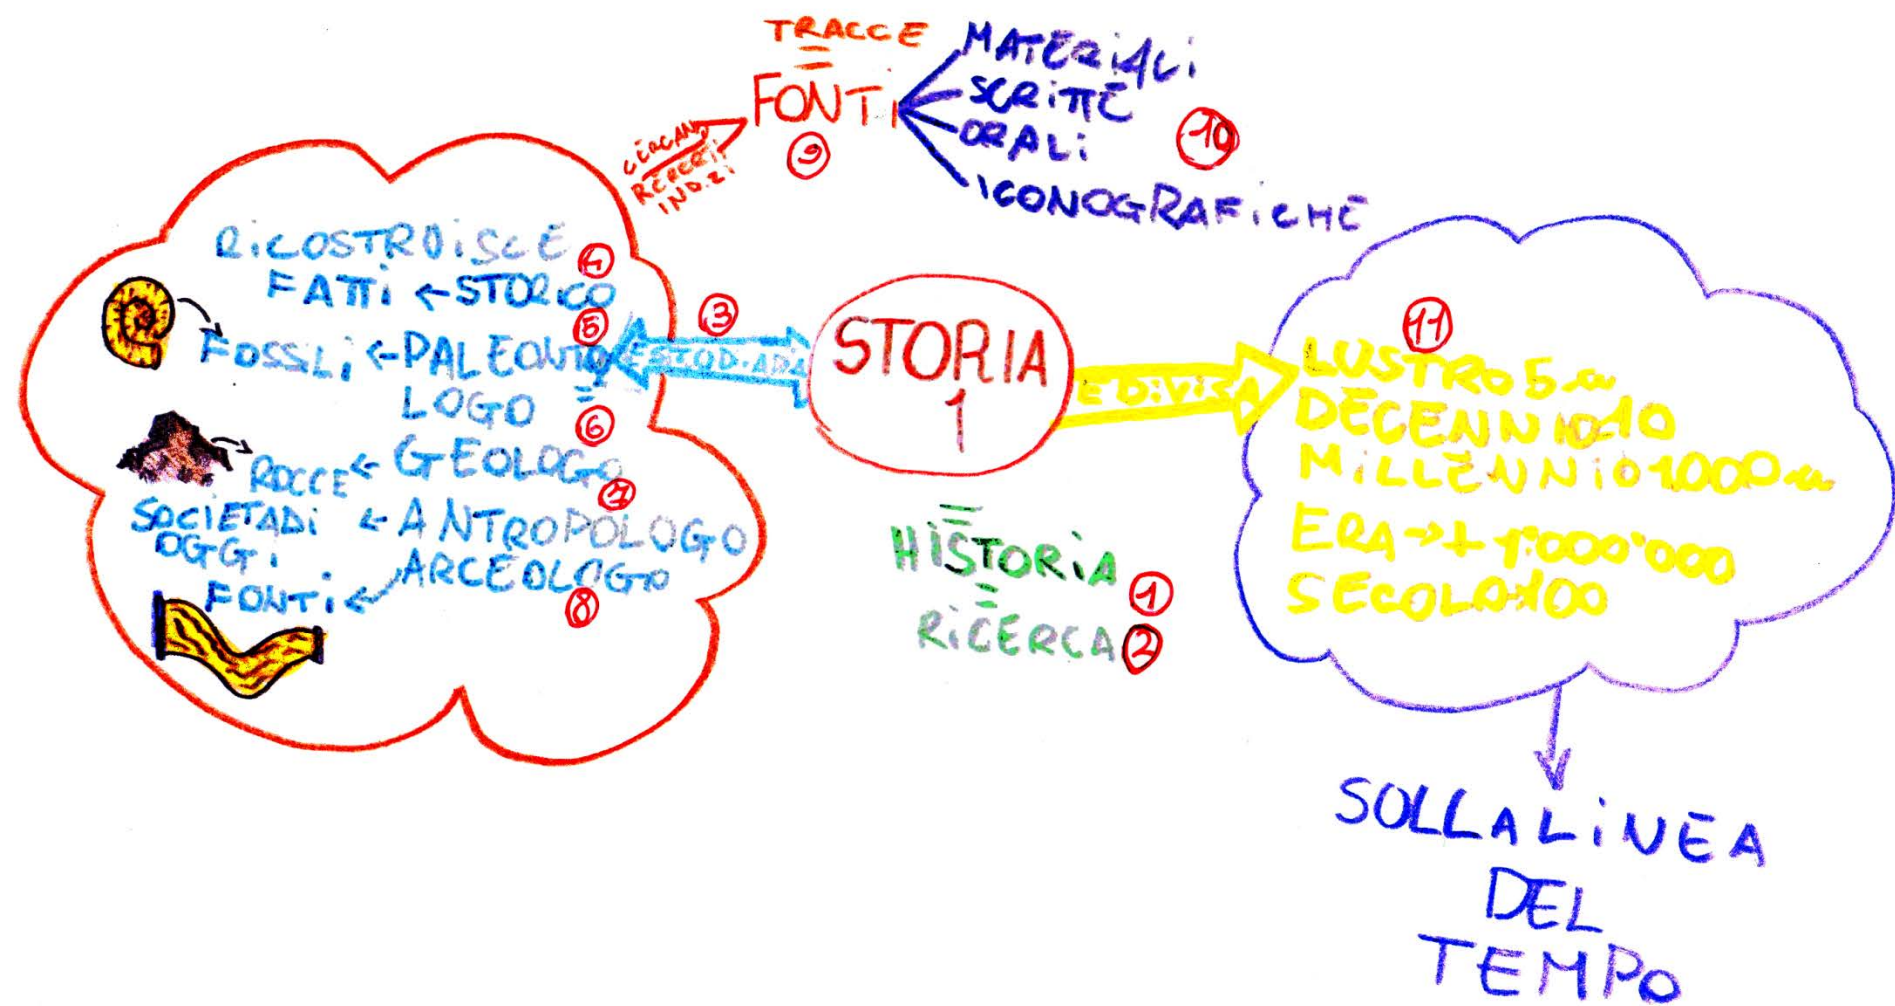 TRACCE
=
FONTI
9
MATERIALI
SCRITTE
ORALI
ICONOGRAFICHE
10
CERCANO
REPERTI
INDIZI
RICOSTRUISCE
4
FATTI ← STORICO
5
FOSSILI ← PALEONTO
=
LOGO
6
ROCCE ← GEOLOGO
7
SOCIETA DI ← ANTROPOLOGO
OGGI
FONTI ← ARCEOLOGO
8
3
STORIA
1
=
HISTORIA
1
=
RICERCA 2
E DIVISA
11
LUSTRO 5 a
DECENNIO 10
MILLENNIO 1000 a
ERA → + 1'000'000
SECOLO 100
SOLLA LINEA
DEL
TEMPO